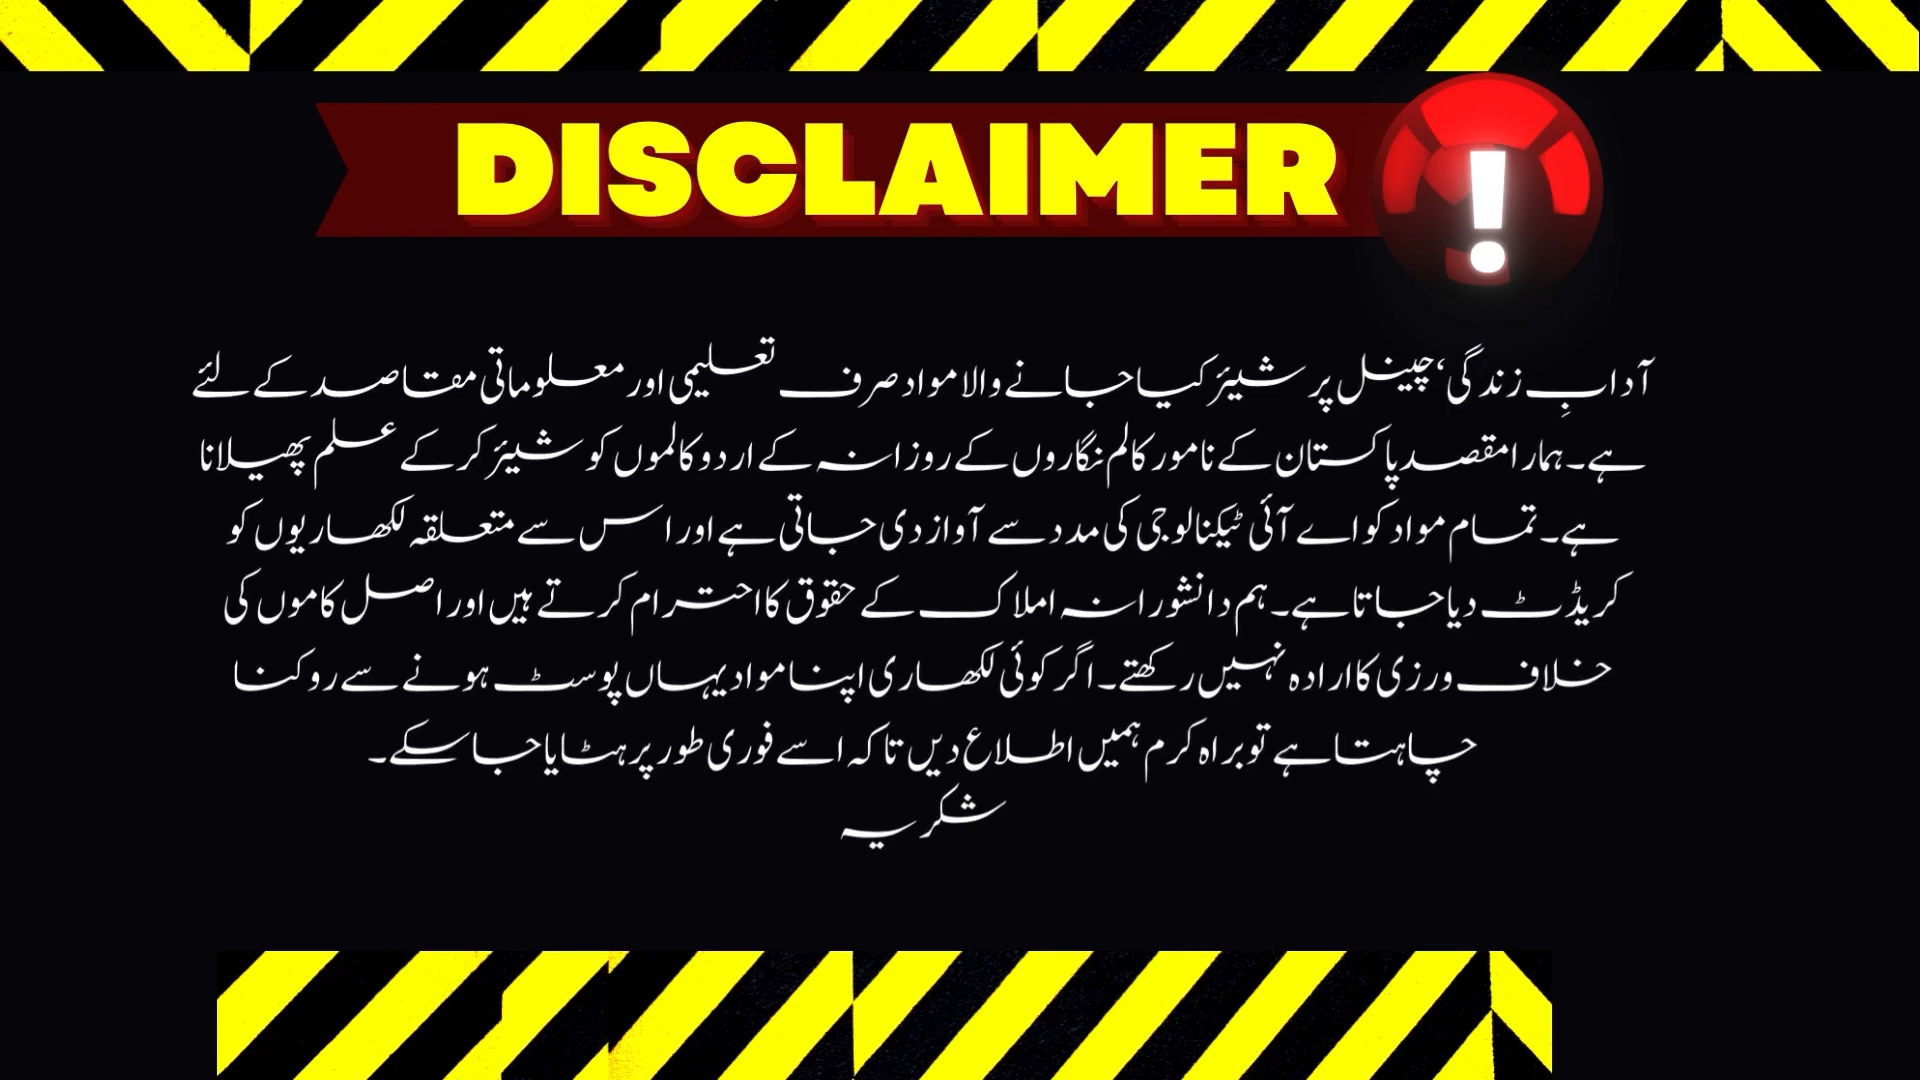 DISCLAIMER
آدابِ زندگی‘چینل پر شیئر کیا جانے والا مواد صرف تعلیمی اور معلوماتی مقاصد کے لئے
ہے۔ ہمارا مقصد پاکستان کے نامور کالم نگاروں کے روزانہ کے اردو کالموں کو شیئر کر کے علم پھیلانا
ہے۔ تمام مواد کو اے آئی ٹیکنالوجی کی مدد سے آواز دی جاتی ہے اور اس سے متعلقہ لکھاریوں کو
کریڈٹ دیا جاتا ہے۔ ہم دانشورانہ املاک کے حقوق کا احترام کرتے ہیں اور اصل کاموں کی
خلاف ورزی کا ارادہ نہیں رکھتے۔ اگر کوئی لکھاری اپنا مواد یہاں پوسٹ ہونے سے روکنا
چاہتا ہے تو براہ کرم ہمیں اطلاع دیں تاکہ اسے فوری طور پر ہٹایا جا سکے۔
شکریہ